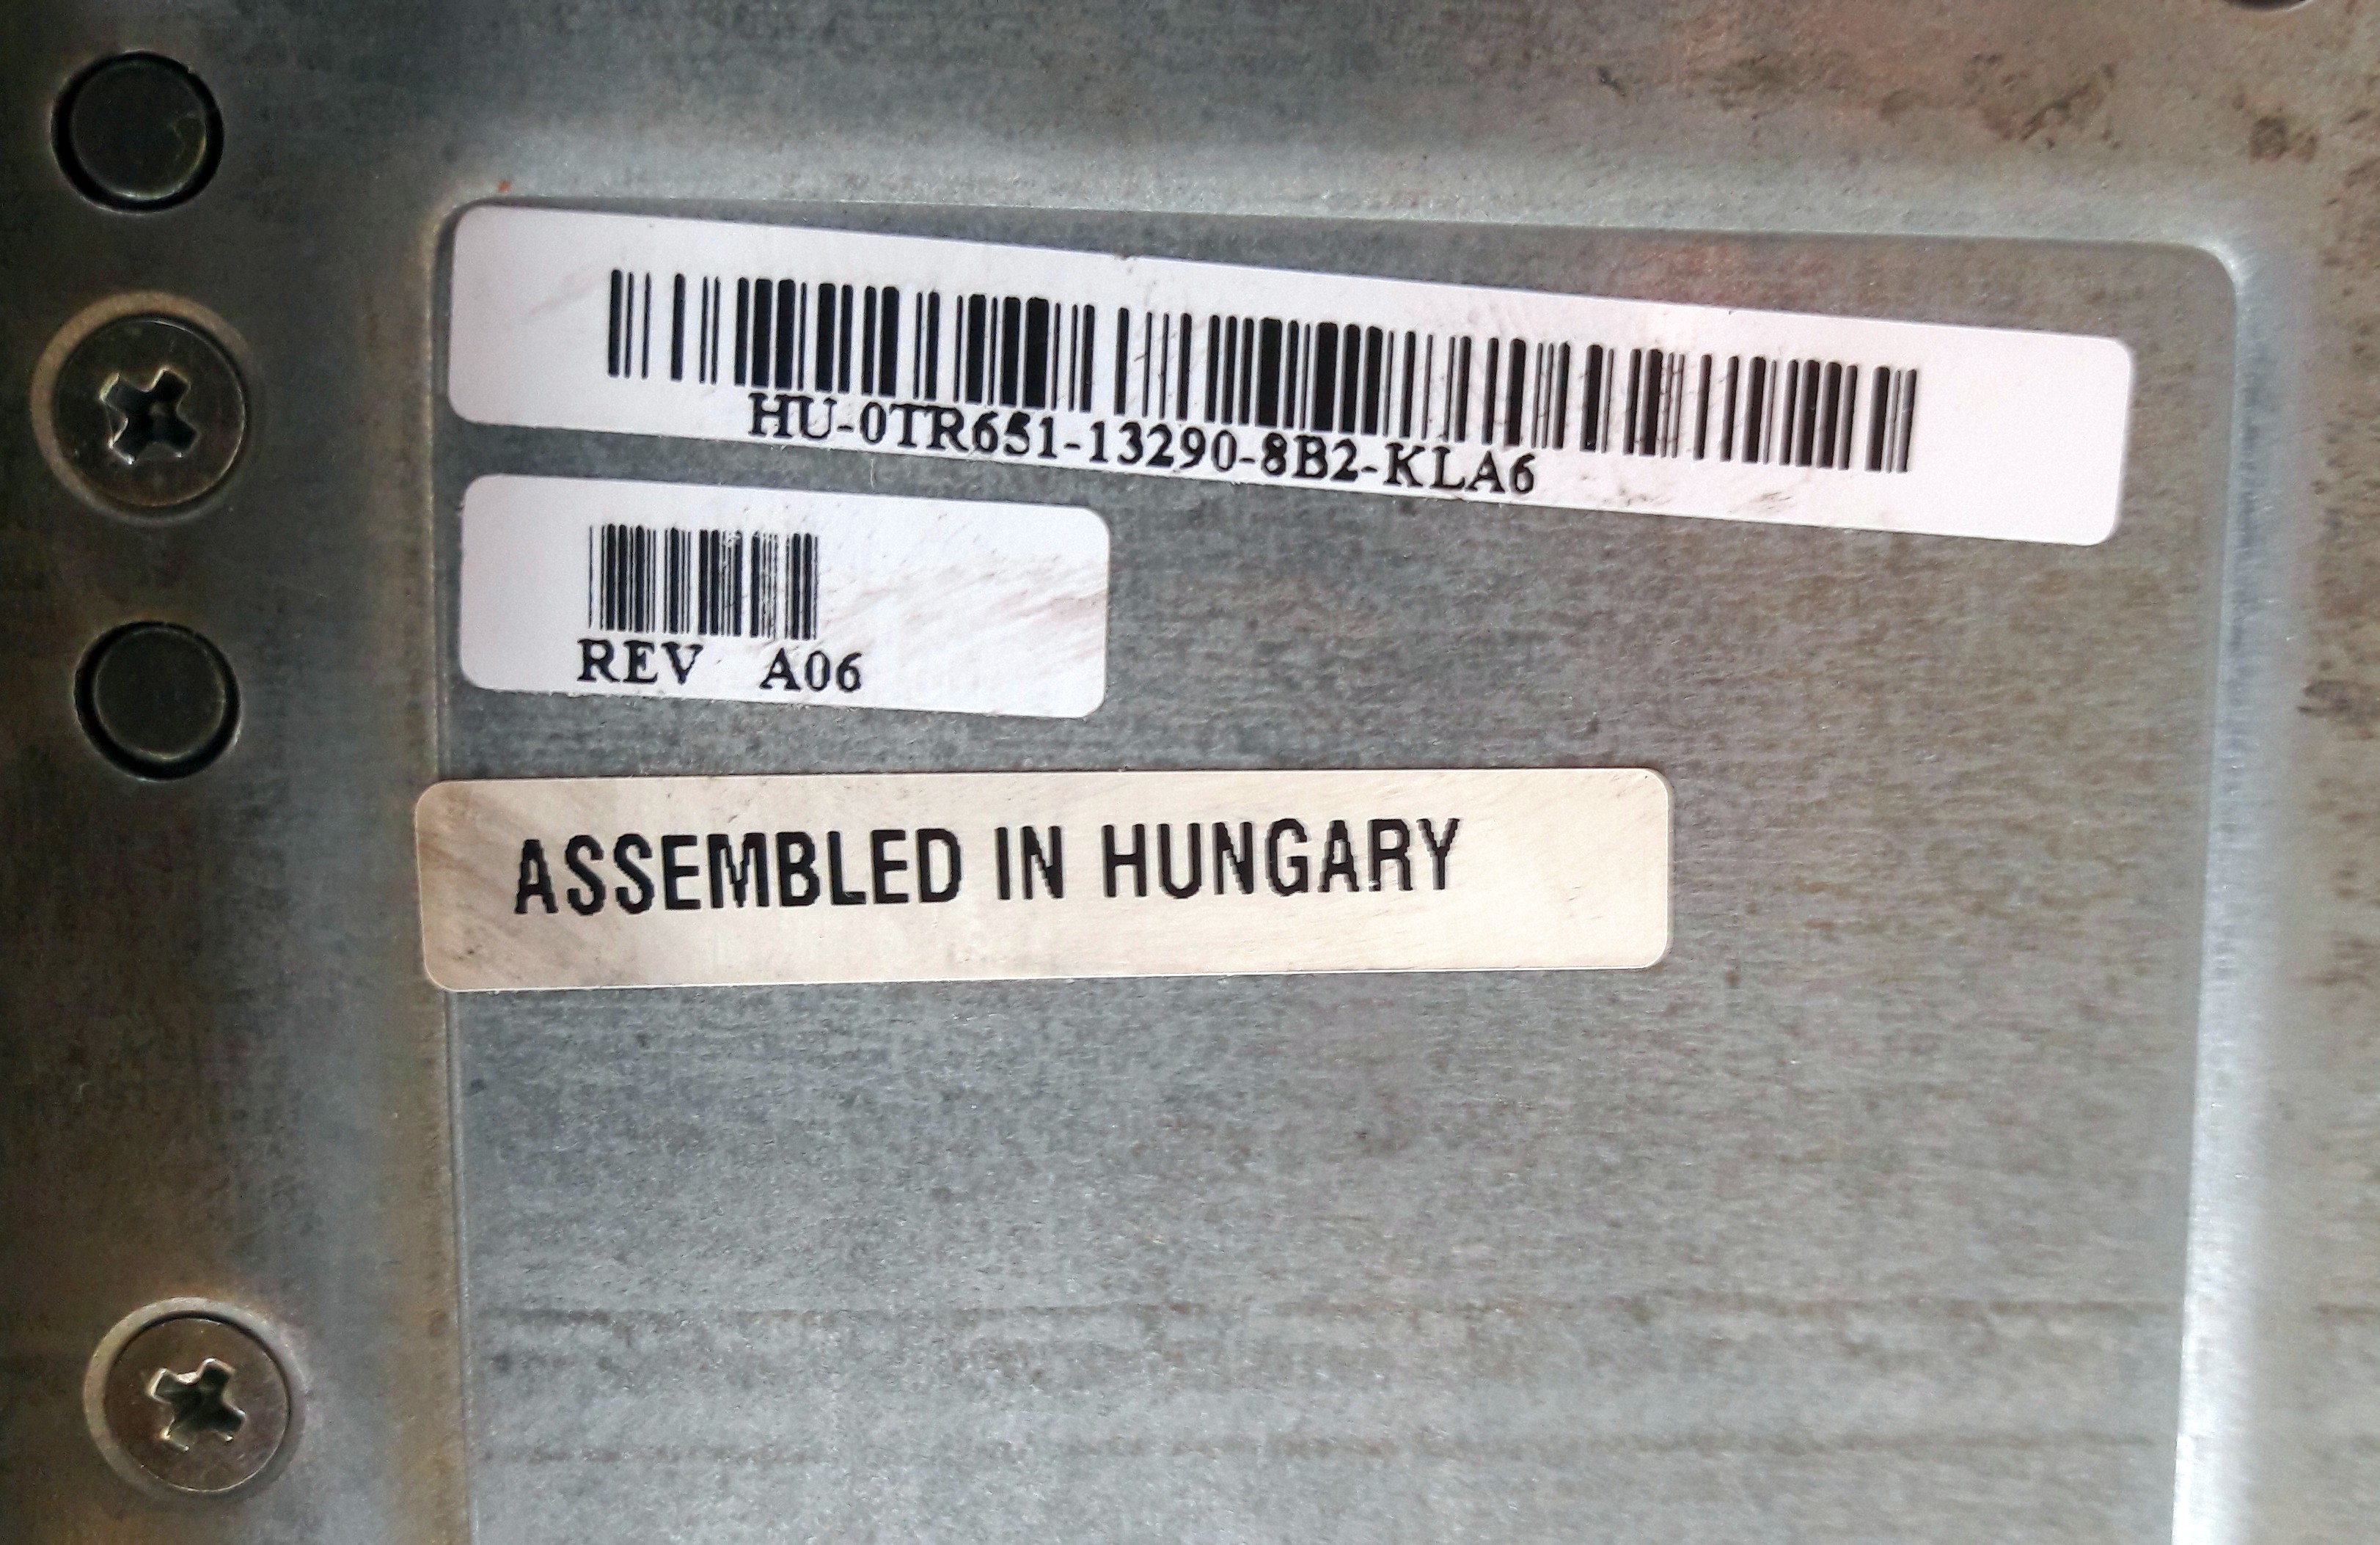 HU-0TR651-13290-8B2-KLA6
REV A06
ASSEMBLED IN HUNGARY